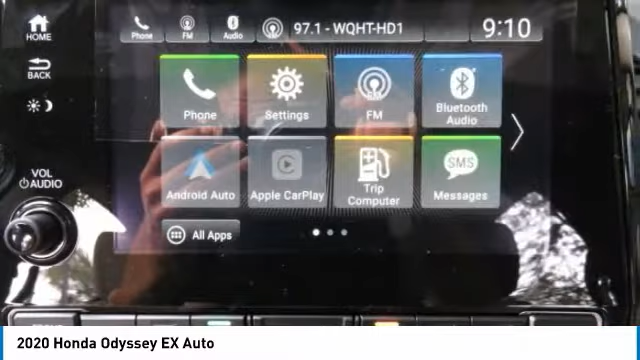 HOME
BACK
VOL
AUDIO
Phone
FM
Audio
97.1 - WQHT-HD1
9:10
Phone
Settings
FM
Bluetooth
Audio
Android Auto
Apple CarPlay
Trip
Computer
SMS
Messages
All Apps
2020 Honda Odyssey EX Auto